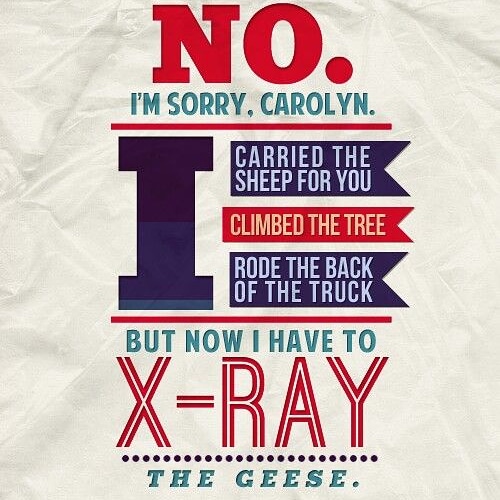 NO.
I'M SORRY, CAROLYN.
I
CARRIED THE
SHEEP FOR YOU
CLIMBED THE TREE
RODE THE BACK
OF THE TRUCK
BUT NOW I HAVE TO
X-RAY
THE GEESE.